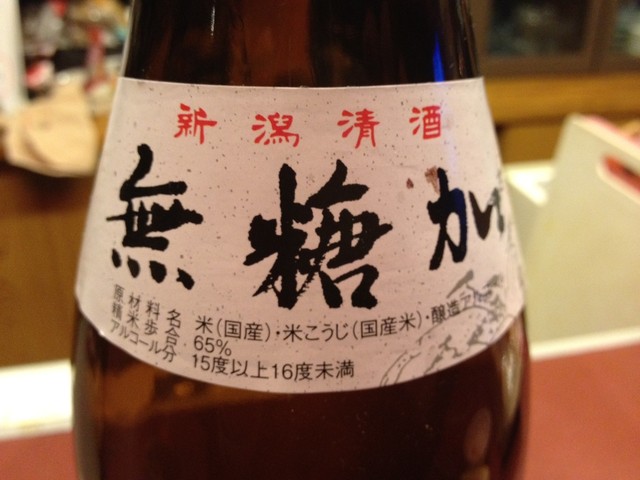 新潟清酒
無糖加
原材料名 米(国産)・米こうじ(国産米)・醸造ア
精米歩合 65%
アルコール分 15度以上16度未満